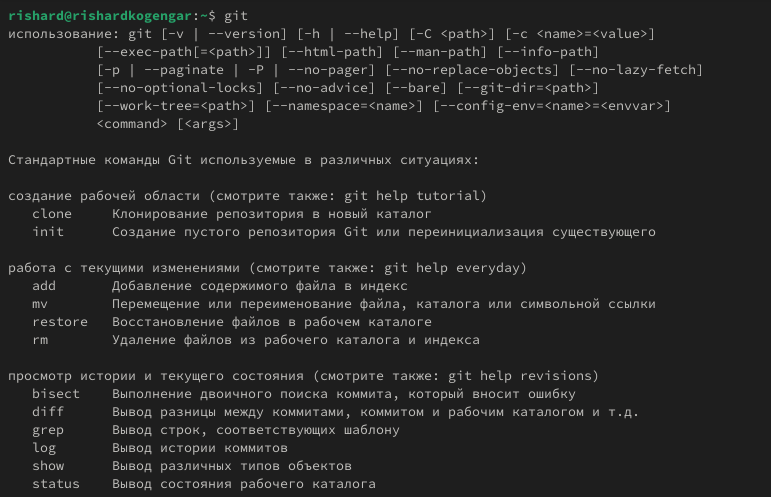 rishard@rishardkogengar:~$ git
использование: git [-v | --version] [-h | --help] [-C <path>] [-c <name>=<value>]
[--exec-path[=<path>]] [--html-path] [--man-path] [--info-path]
[-p | --paginate | -P | --no-pager] [--no-replace-objects] [--no-lazy-fetch]
[--no-optional-locks] [--no-advice] [--bare] [--git-dir=<path>]
[--work-tree=<path>] [--namespace=<name>] [--config-env=<name>=<envvar>]
<command> [<args>]
Стандартные команды Git используемые в различных ситуациях:
создание рабочей области (смотрите также: git help tutorial)
clone Клонирование репозитория в новый каталог
init Создание пустого репозитория Git или переинициализация существующего
работа с текущими изменениями (смотрите также: git help everyday)
add Добавление содержимого файла в индекс
mv Перемещение или переименование файла, каталога или символьной ссылки
restore Восстановление файлов в рабочем каталоге
rm Удаление файлов из рабочего каталога и индекса
просмотр истории и текущего состояния (смотрите также: git help revisions)
bisect Выполнение двоичного поиска коммита, который вносит ошибку
diff Вывод разницы между коммитами, коммитом и рабочим каталогом и т.д.
grep Вывод строк, соответствующих шаблону
log Вывод истории коммитов
show Вывод различных типов объектов
status Вывод состояния рабочего каталога